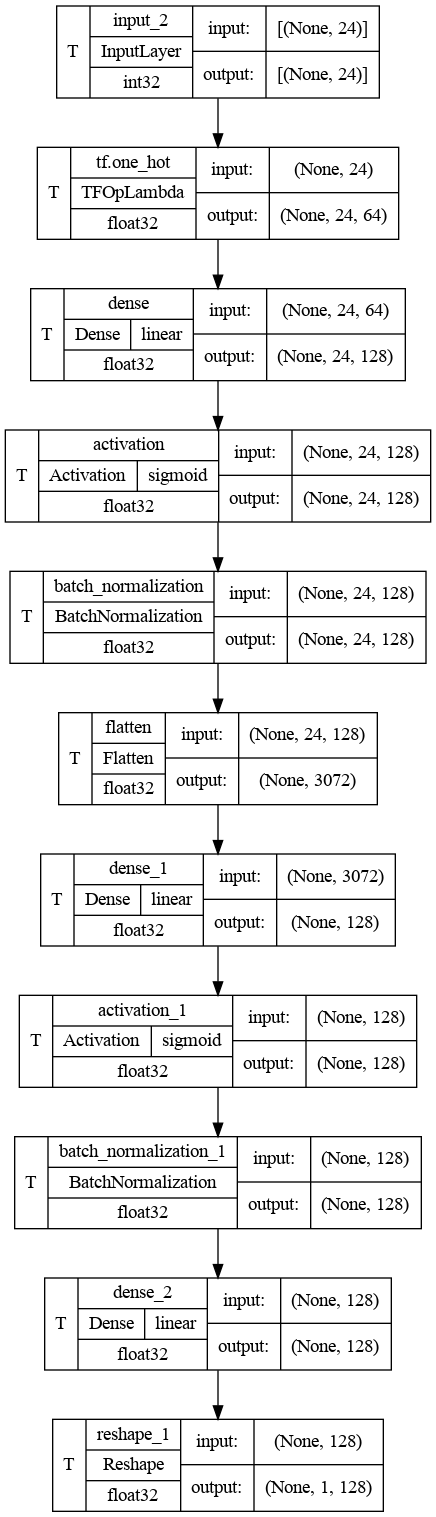 T
input_2
InputLayer
int32
input:
[(None, 24)]
output:
[(None, 24)]
T
tf.one_hot
TFOpLambda
float32
input:
(None, 24)
output:
(None, 24, 64)
T
dense
Dense linear
float32
input:
(None, 24, 64)
output:
(None, 24, 128)
T
activation
Activation sigmoid
float32
input:
(None, 24, 128)
output:
(None, 24, 128)
T
batch_normalization
BatchNormalization
float32
input:
(None, 24, 128)
output:
(None, 24, 128)
T
flatten
Flatten
float32
input:
(None, 24, 128)
output:
(None, 3072)
T
dense_1
Dense linear
float32
input:
(None, 3072)
output:
(None, 128)
T
activation_1
Activation sigmoid
float32
input:
(None, 128)
output:
(None, 128)
T
batch_normalization_1
BatchNormalization
float32
input:
(None, 128)
output:
(None, 128)
T
dense_2
Dense linear
float32
input:
(None, 128)
output:
(None, 128)
T
reshape_1
Reshape
float32
input:
(None, 128)
output:
(None, 1, 128)